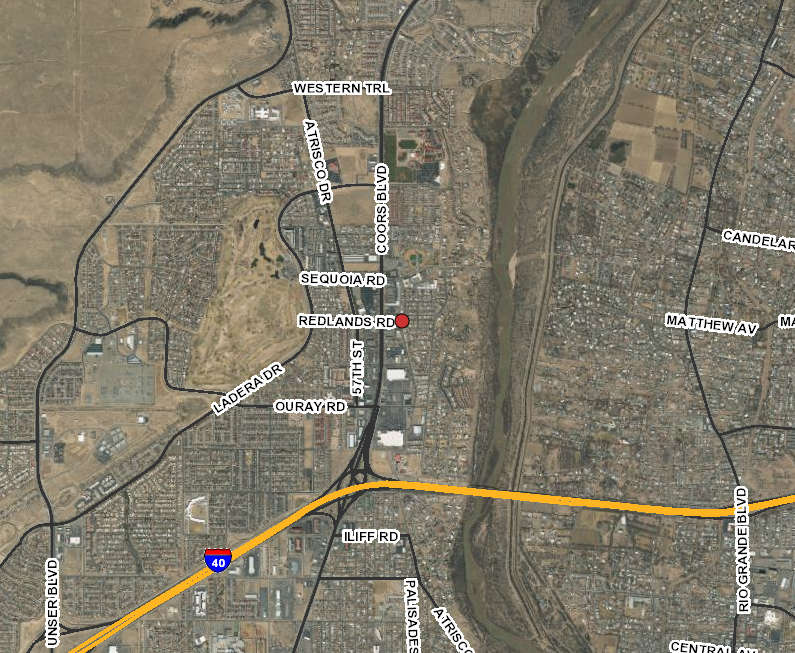 WESTERN TRL
ATRISCO DR
COORS BLVD
CANDELAR
SEQUOIA RD
REDLANDS RD
MATTHEW AV
MA
57TH ST
LADERA DR
OURAY RD
RIO GRANDE BLVD
ILIFF RD
40
UNSER BLVD
PALISADES
ATRISCO
CENTRAL AV